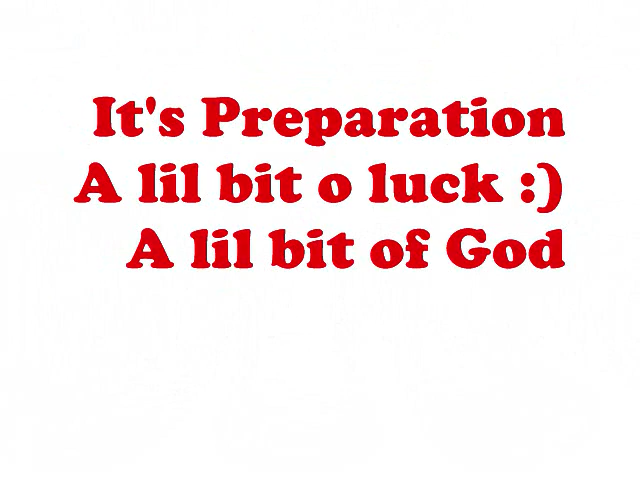 It's Preparation
A lil bit o luck :)
A lil bit of God